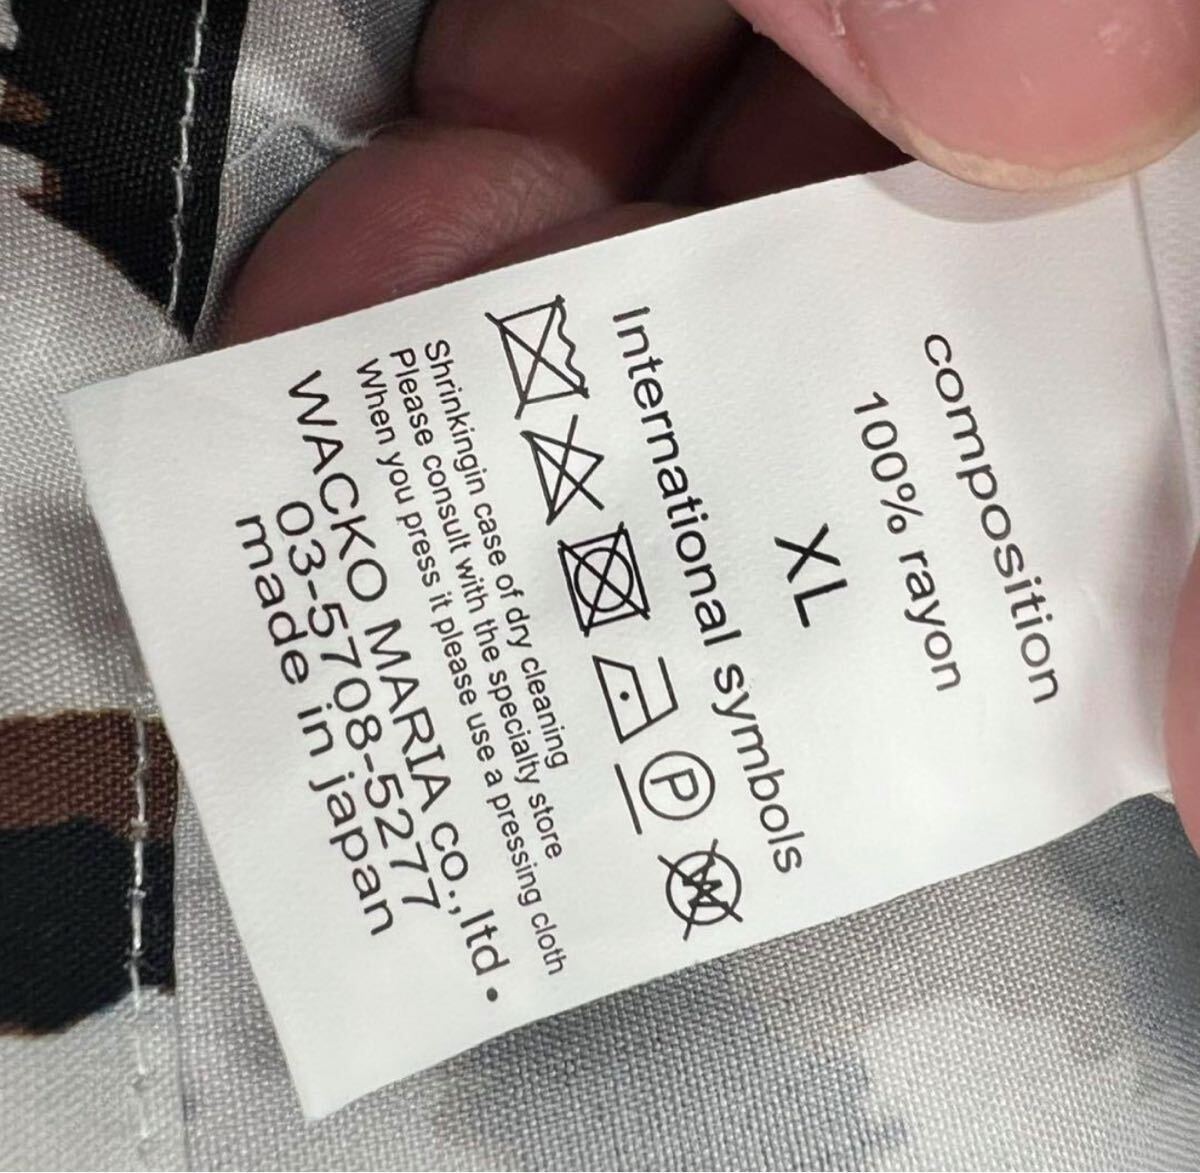 composition
100% rayon
XL
International symbols
P
W
Shrinkingin case of dry cleaning
Please consult with the specialty store
When you press it please use a pressing cloth
WACKO MARIA co.,ltd.
03-5708-5277
made in japan